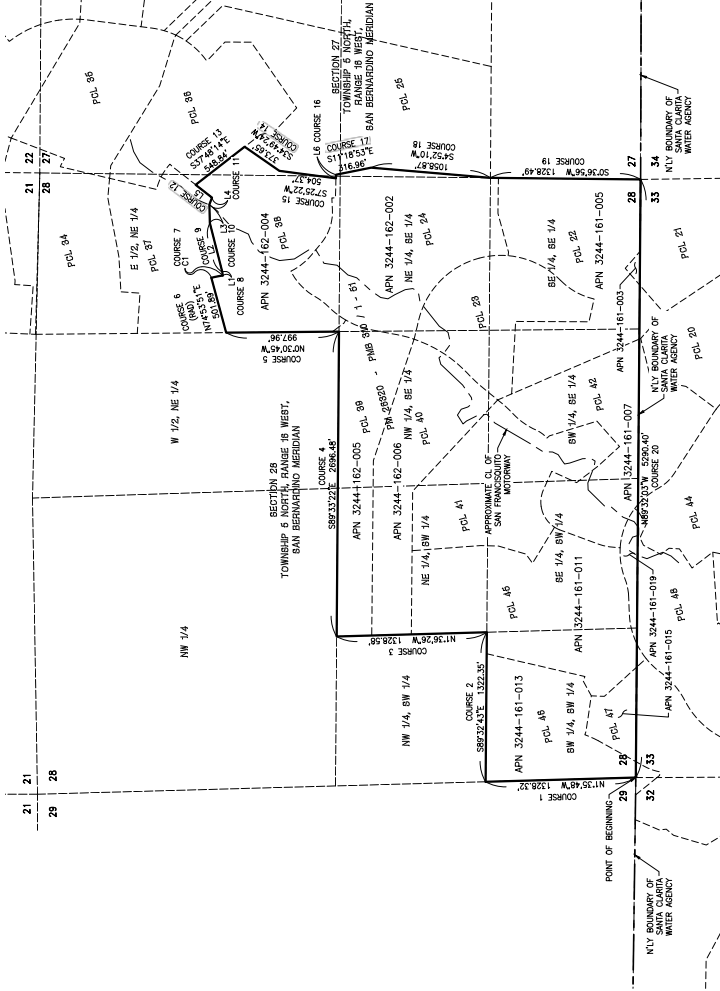 21
21
28
29
21
22
28
27
PCL 34
PCL 36
PCL 35
E 1/2, NE 1/4
PCL 37
COURSE 7
C1
COURSE 6
(RAD)
N74°53'51"E
501.89'
COURSE 9
L2
L1
COURSE 8
L3
COURSE 10
L4
COURSE 11
L5
COURSE 12
COURSE 13
S37°48'14"E
548.84'
COURSE 14
373.65'
COURSE 15
S7°25'22"W
504.37'
L6 COURSE 16
COURSE 17
S11°18'53"E
316.96'
COURSE 18
S4°52'10"W
1058.87'
COURSE 19
S0°36'56"W 1328.49'
SECTION 27
TOWNSHIP 5 NORTH,
RANGE 16 WEST,
SAN BERNARDINO MERIDIAN
PCL 25
APN 3244-162-004
PCL 38
W 1/2, NE 1/4
COURSE 5
N0°30'45"W
997.96'
SECTION 28
TOWNSHIP 5 NORTH, RANGE 16 WEST,
SAN BERNARDINO MERIDIAN
COURSE 4
S89°33'22"E 2696.48'
NW 1/4
APN 3244-162-005
PCL 39
PM 26320 - PMB 310 / 1 - 61
APN 3244-162-002
NE 1/4, SE 1/4
PCL 24
PCL 23
APN 3244-162-006
NW 1/4, SE 1/4
PCL 40
NE 1/4, SW 1/4
PCL 41
APPROXIMATE CL OF
SAN FRANCISQUITO
MOTORWAY
NW 1/4, SW 1/4
COURSE 3
N1°36'26"W 1328.58'
COURSE 2
S89°32'43"E 1322.35'
COURSE 1
N1°35'48"W 1328.32'
APN 3244-161-013
PCL 46
SW 1/4, SW 1/4
PCL 47
PCL 45
SE 1/4, SW 1/4
APN 3244-161-011
SW 1/4, SE 1/4
PCL 42
APN 3244-161-007
SE 1/4, SE 1/4
PCL 22
APN 3244-161-005
APN 3244-161-003
N89°32'03"W 5290.40'
COURSE 20
29
28
32
33
28
27
33
34
POINT OF BEGINNING
APN 3244-161-015
APN 3244-161-019
PCL 48
PCL 44
PCL 20
PCL 21
N'LY BOUNDARY OF
SANTA CLARITA
WATER AGENCY
N'LY BOUNDARY OF
SANTA CLARITA
WATER AGENCY
N'LY BOUNDARY OF
SANTA CLARITA
WATER AGENCY